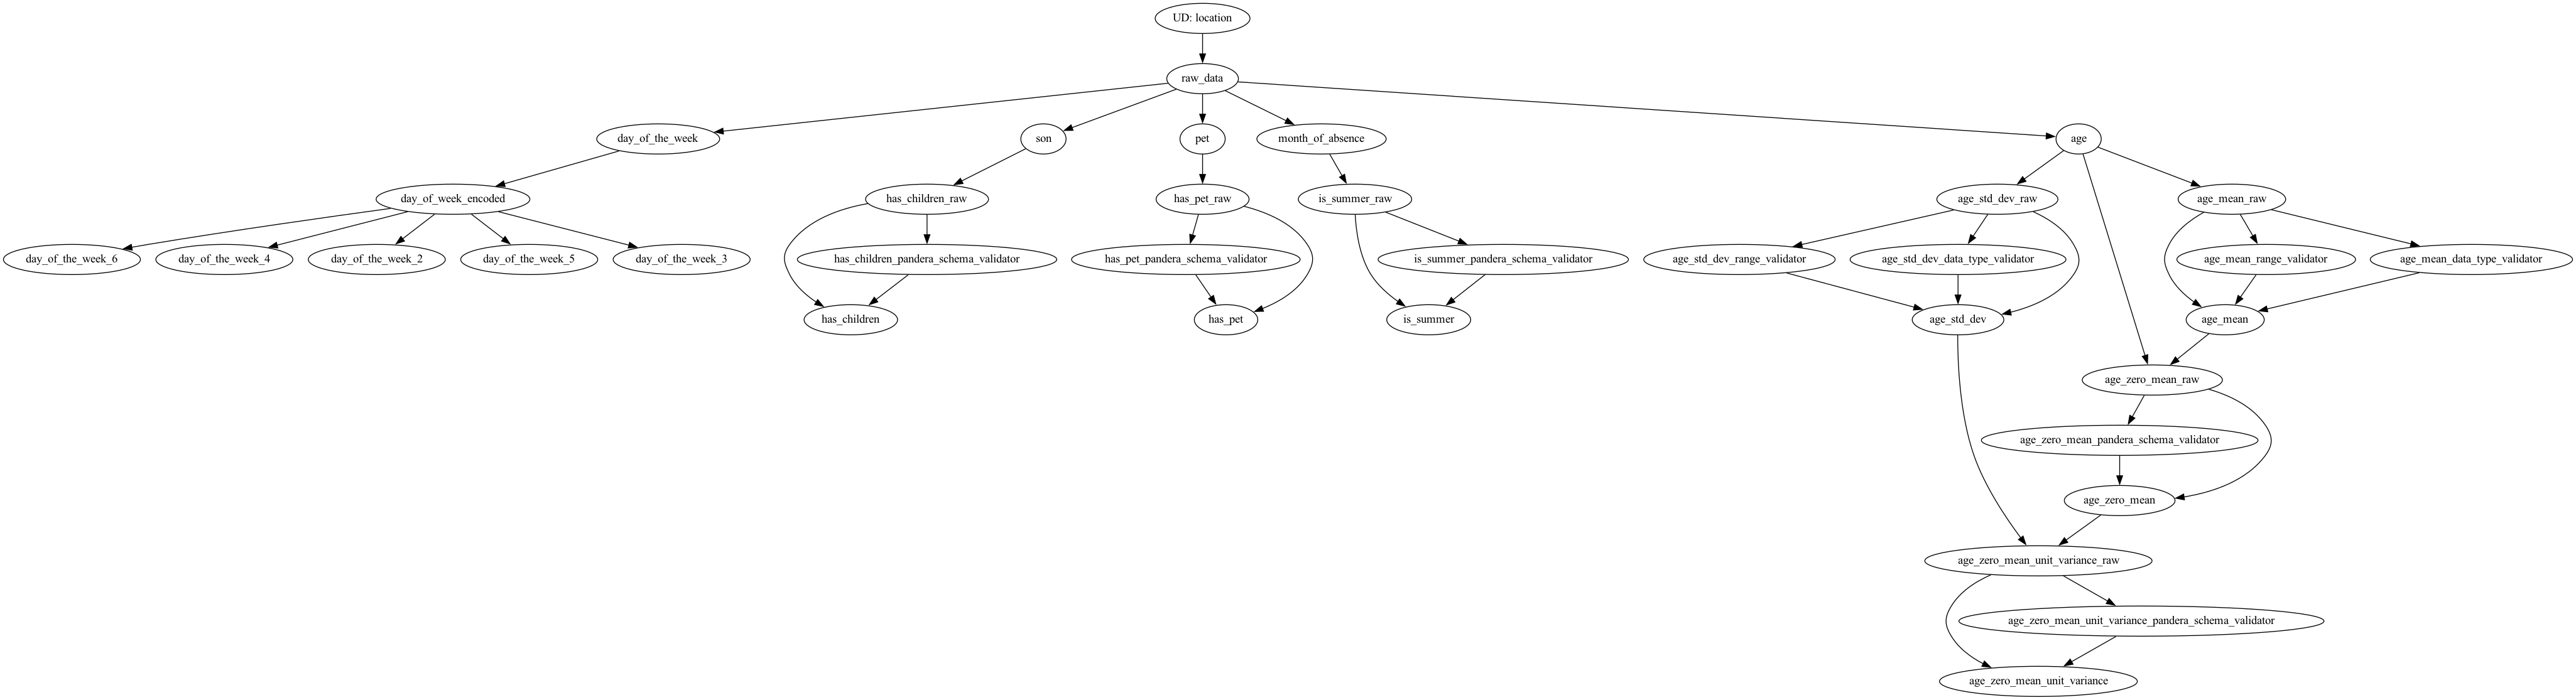 UD: location
raw_data
day_of_the_week
son
pet
month_of_absence
age
day_of_week_encoded
has_children_raw
has_pet_raw
is_summer_raw
age_std_dev_raw
age_mean_raw
day_of_the_week_6
day_of_the_week_4
day_of_the_week_2
day_of_the_week_5
day_of_the_week_3
has_children_pandera_schema_validator
has_pet_pandera_schema_validator
is_summer_pandera_schema_validator
age_std_dev_range_validator
age_std_dev_data_type_validator
age_mean_range_validator
age_mean_data_type_validator
has_children
has_pet
is_summer
age_std_dev
age_mean
age_zero_mean_raw
age_zero_mean_pandera_schema_validator
age_zero_mean
age_zero_mean_unit_variance_raw
age_zero_mean_unit_variance_pandera_schema_validator
age_zero_mean_unit_variance